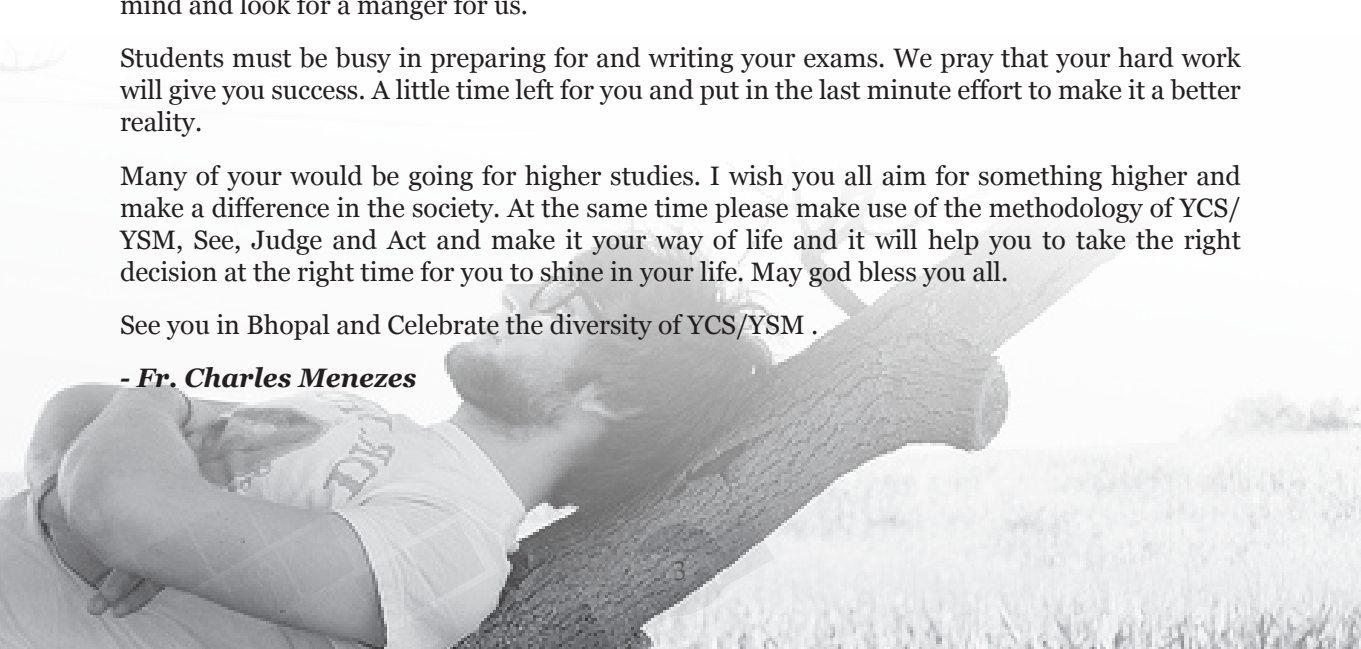 mind and look for a manger for us.
Students must be busy in preparing for and writing your exams. We pray that your hard work
will give you success. A little time left for you and put in the last minute effort to make it a better
reality.
Many of your would be going for higher studies. I wish you all aim for something higher and
make a difference in the society. At the same time please make use of the methodology of YCS/
YSM, See, Judge and Act and make it your way of life and it will help you to take the right
decision at the right time for you to shine in your life. May god bless you all.
See you in Bhopal and Celebrate the diversity of YCS/YSM .
- Fr. Charles Menezes
3